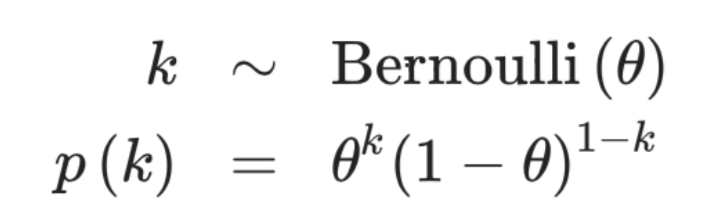 k ∼ Bernoulli (θ)
p (k) = θ^k (1 − θ)^{1−k}